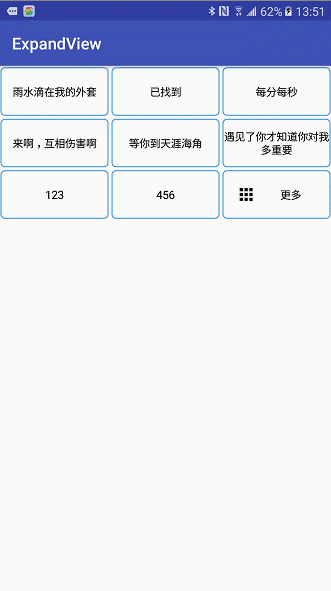 62% 13:51
ExpandView
雨水滴在我的外套
已找到
每分每秒
来啊，互相伤害啊
等你到天涯海角
遇见了你才知道你对我
多重要
123
456
更多